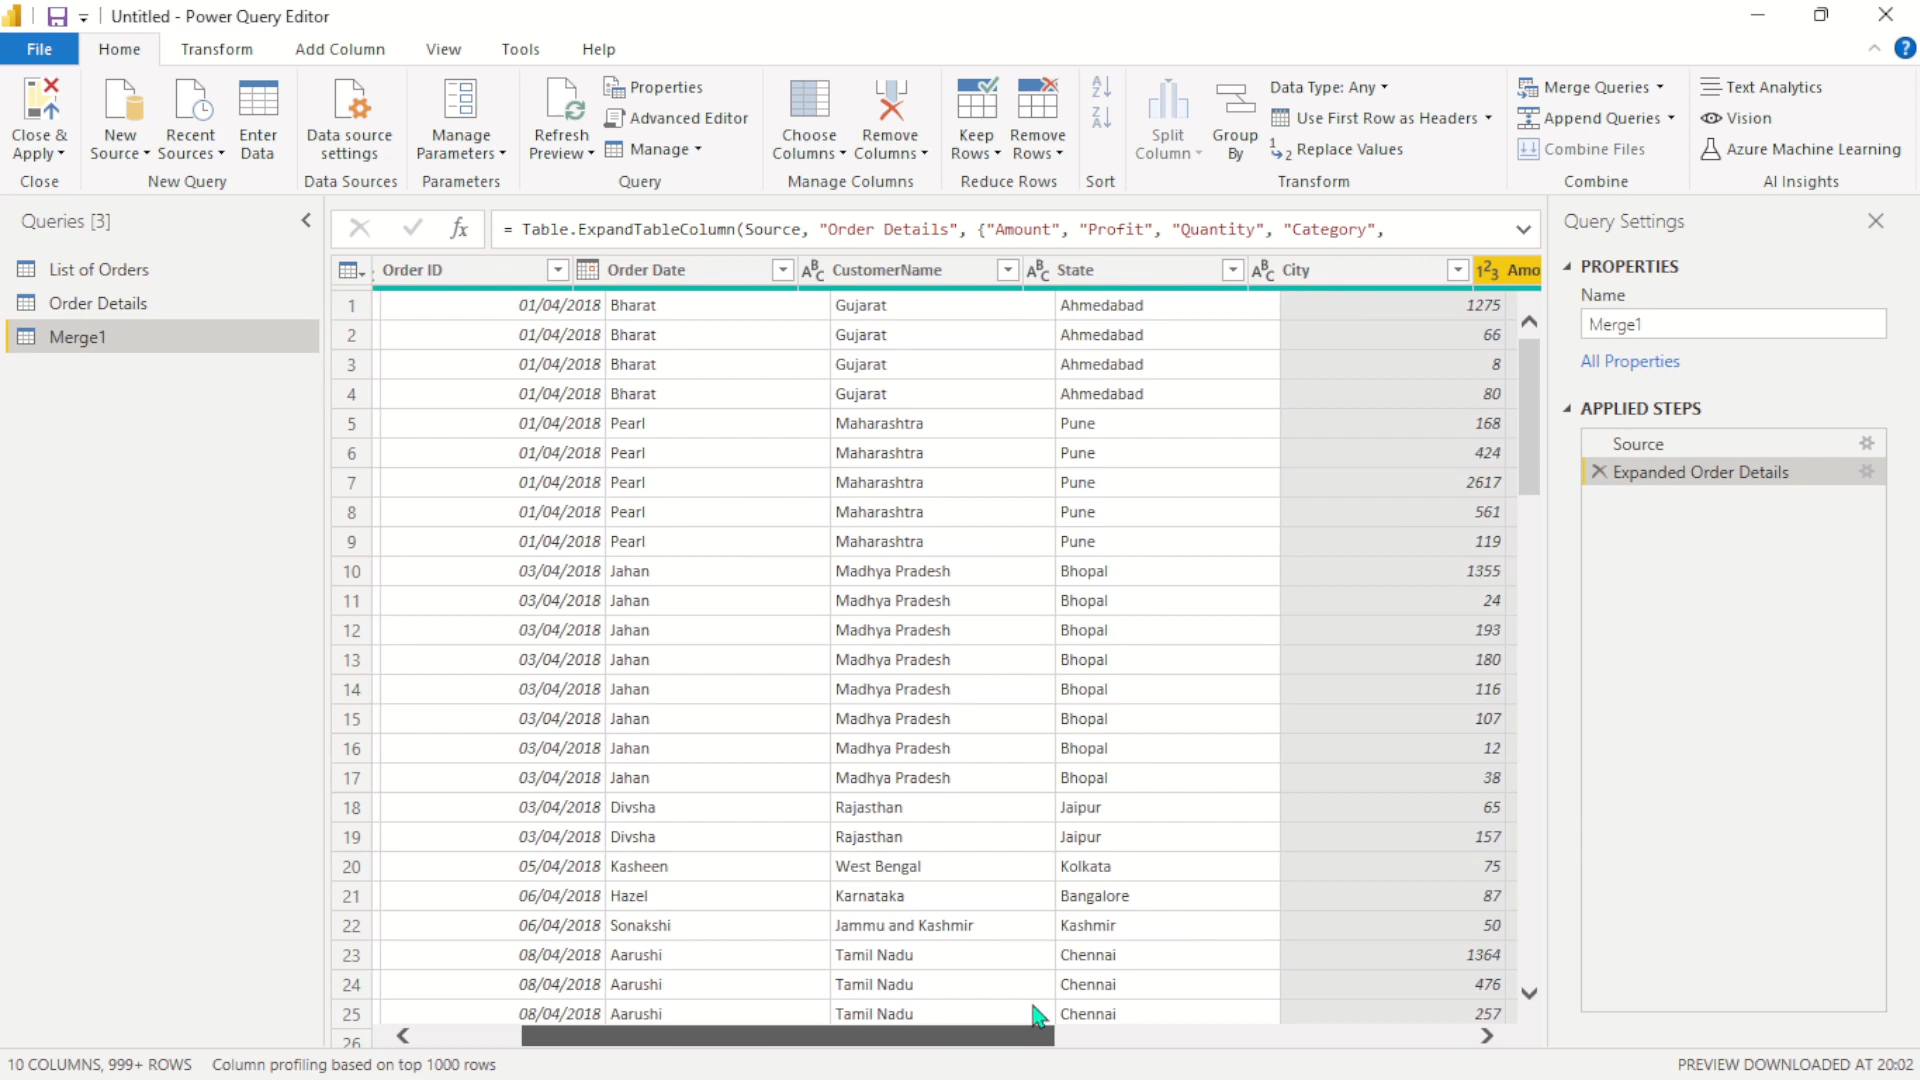 Untitled - Power Query Editor
File Home Transform Add Column View Tools Help
Close & Apply
New Source
Recent Sources
Enter Data
Data source settings
Manage Parameters
Refresh Preview
Properties
Advanced Editor
Manage
Choose Columns
Remove Columns
Keep Rows
Remove Rows
Split Column
Group By
Data Type: Any
Use First Row as Headers
Replace Values
Merge Queries
Append Queries
Combine Files
Text Analytics
Vision
Azure Machine Learning
Close New Query Data Sources Parameters Query Manage Columns Reduce Rows Sort Transform Combine AI Insights
Queries [3]
List of Orders
Order Details
Merge1
fx = Table.ExpandTableColumn(Source, "Order Details", {"Amount", "Profit", "Quantity", "Category",
Order ID Order Date ABC CustomerName ABC State ABC City 123 Amo
1 01/04/2018 Bharat Gujarat Ahmedabad 1275
2 01/04/2018 Bharat Gujarat Ahmedabad 66
3 01/04/2018 Bharat Gujarat Ahmedabad 8
4 01/04/2018 Bharat Gujarat Ahmedabad 80
5 01/04/2018 Pearl Maharashtra Pune 168
6 01/04/2018 Pearl Maharashtra Pune 424
7 01/04/2018 Pearl Maharashtra Pune 2617
8 01/04/2018 Pearl Maharashtra Pune 561
9 01/04/2018 Pearl Maharashtra Pune 119
10 03/04/2018 Jahan Madhya Pradesh Bhopal 1355
11 03/04/2018 Jahan Madhya Pradesh Bhopal 24
12 03/04/2018 Jahan Madhya Pradesh Bhopal 193
13 03/04/2018 Jahan Madhya Pradesh Bhopal 180
14 03/04/2018 Jahan Madhya Pradesh Bhopal 116
15 03/04/2018 Jahan Madhya Pradesh Bhopal 107
16 03/04/2018 Jahan Madhya Pradesh Bhopal 12
17 03/04/2018 Jahan Madhya Pradesh Bhopal 38
18 03/04/2018 Divsha Rajasthan Jaipur 65
19 03/04/2018 Divsha Rajasthan Jaipur 157
20 05/04/2018 Kasheen West Bengal Kolkata 75
21 06/04/2018 Hazel Karnataka Bangalore 87
22 06/04/2018 Sonakshi Jammu and Kashmir Kashmir 50
23 08/04/2018 Aarushi Tamil Nadu Chennai 1364
24 08/04/2018 Aarushi Tamil Nadu Chennai 476
25 08/04/2018 Aarushi Tamil Nadu Chennai 257
26
Query Settings
PROPERTIES
Name
Merge1
All Properties
APPLIED STEPS
Source
Expanded Order Details
10 COLUMNS, 999+ ROWS Column profiling based on top 1000 rows
PREVIEW DOWNLOADED AT 20:02